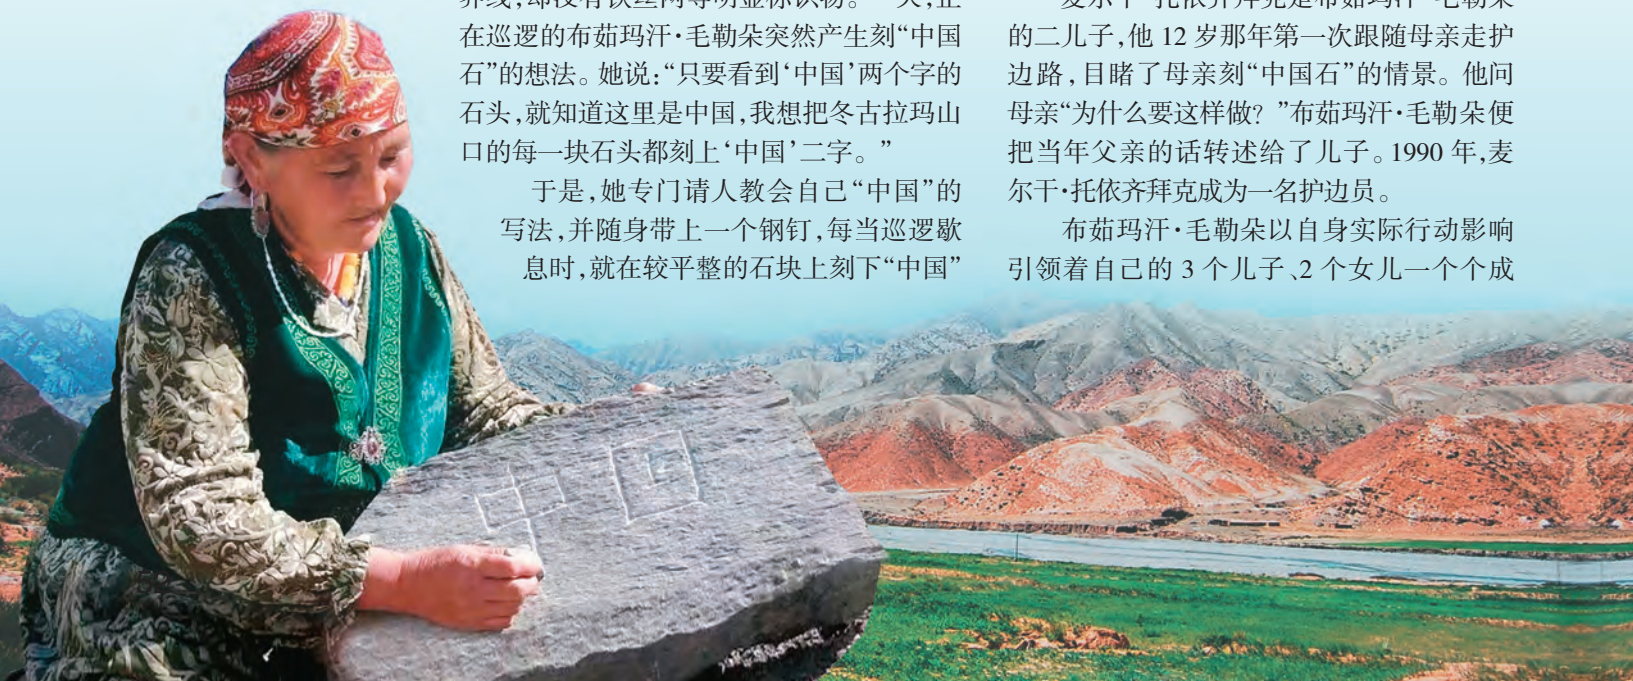 在巡逻的布茹玛汗·毛勒朵突然产生刻“中国
石”的想法。她说:“只要看到‘中国’两个字的
石头,就知道这里是中国,我想把冬古拉玛山
口的每一块石头都刻上‘中国’二字。”
于是,她专门请人教会自己“中国”的
写法,并随身带上一个钢钉,每当巡逻歇
息时,就在较平整的石块上刻下“中国”
的二儿子,他 12 岁那年第一次跟随母亲走护
边路,目睹了母亲刻“中国石”的情景。他问
母亲“为什么要这样做?”布茹玛汗·毛勒朵便
把当年父亲的话转述给了儿子。1990 年,麦
尔干·托依齐拜克成为一名护边员。
布茹玛汗·毛勒朵以自身实际行动影响
引领着自己的 3 个儿子、2 个女儿一个个成
中国